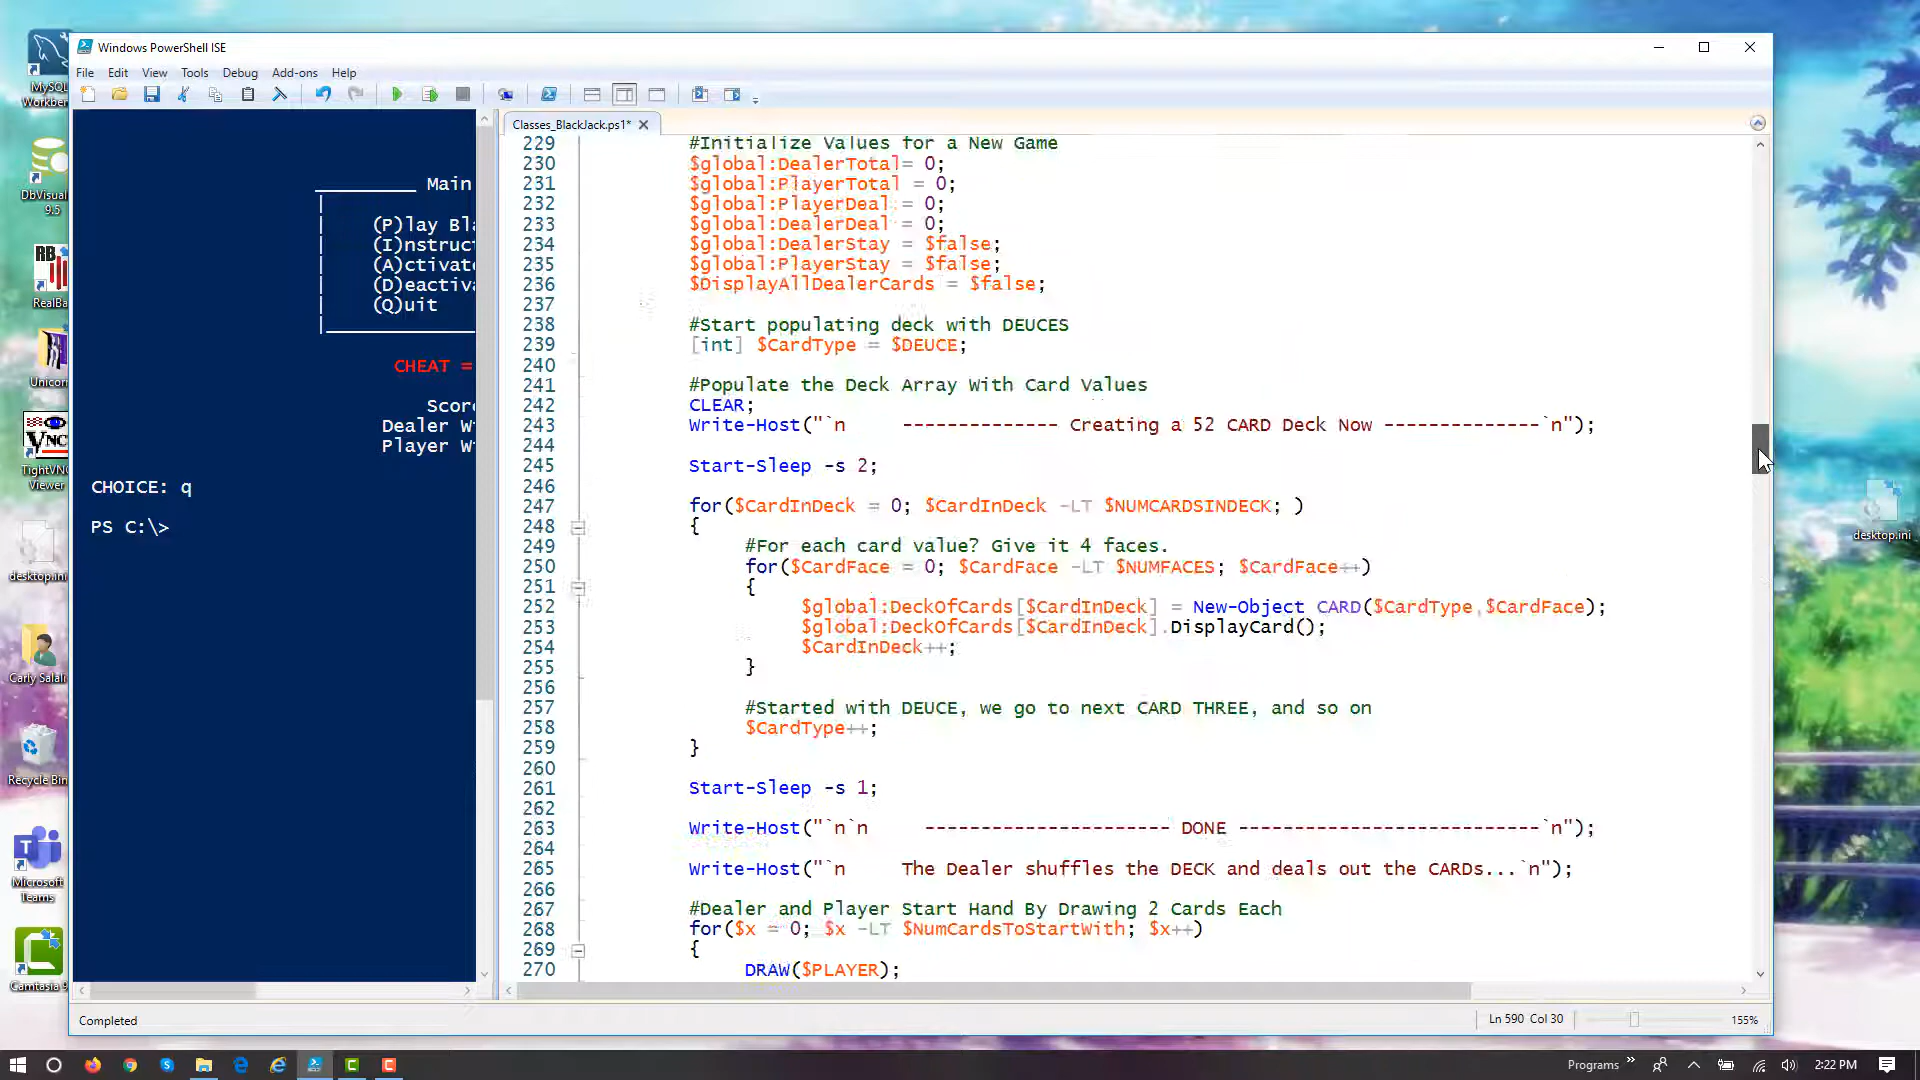 Windows PowerShell ISE
File Edit View Tools Debug Add-ons Help
Classes_BlackJack.ps1*
__________ Main
(P)lay Bl
(I)nstruc
(A)ctivat
(D)eactiv
(Q)uit
CHEAT =
Scor
Dealer W
Player W
CHOICE: q
PS C:\>
229 #Initialize Values for a New Game
230 $global:DealerTotal= 0;
231 $global:PlayerTotal = 0;
232 $global:PlayerDeal = 0;
233 $global:DealerDeal = 0;
234 $global:DealerStay = $false;
235 $global:PlayerStay = $false;
236 $DisplayAllDealerCards = $false;
237
238 #Start populating deck with DEUCES
239 [int] $CardType = $DEUCE;
240
241 #Populate the Deck Array With Card Values
242 CLEAR;
243 Write-Host("`n -------------- Creating a 52 CARD Deck Now --------------`n");
244
245 Start-Sleep -s 2;
246
247 for($CardInDeck = 0; $CardInDeck -LT $NUMCARDSINDECK; )
248 {
249 #For each card value? Give it 4 faces.
250 for($CardFace = 0; $CardFace -LT $NUMFACES; $CardFace++)
251 {
252 $global:DeckOfCards[$CardInDeck] = New-Object CARD($CardType,$CardFace);
253 $global:DeckOfCards[$CardInDeck].DisplayCard();
254 $CardInDeck++;
255 }
256
257 #Started with DEUCE, we go to next CARD THREE, and so on
258 $CardType++;
259 }
260
261 Start-Sleep -s 1;
262
263 Write-Host("`n`n ---------------------- DONE ---------------------------`n");
264
265 Write-Host("`n The Dealer shuffles the DECK and deals out the CARDs...`n");
266
267 #Dealer and Player Start Hand By Drawing 2 Cards Each
268 for($x = 0; $x -LT $NumCardsToStartWith; $x++)
269 {
270 DRAW($PLAYER);
Completed
Ln 590 Col 30
155%
MySQL
Workben
DbVisual
9.5
RealBa
Unicor
TightVNC
Viewer
desktop.ini
Carly Salali
Recycle Bin
Microsoft
Teams
Camtasia 9
desktop.ini
Programs
2:22 PM